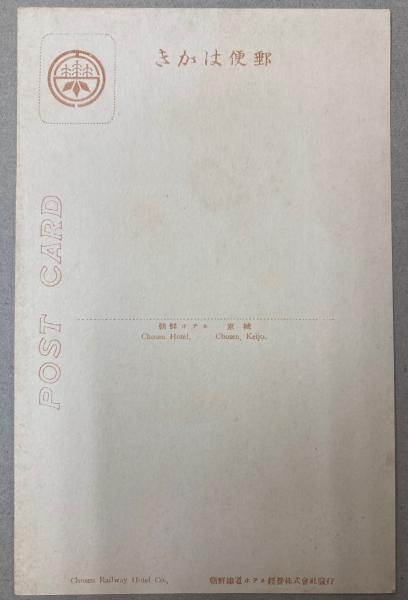 きかは便郵
POST CARD
朝鮮ホテル 京城
Chosen Hotel, Chosen, Keijo.
Chosen Railway Hotel Co., 朝鮮鐵道ホテル經營株式會社發行